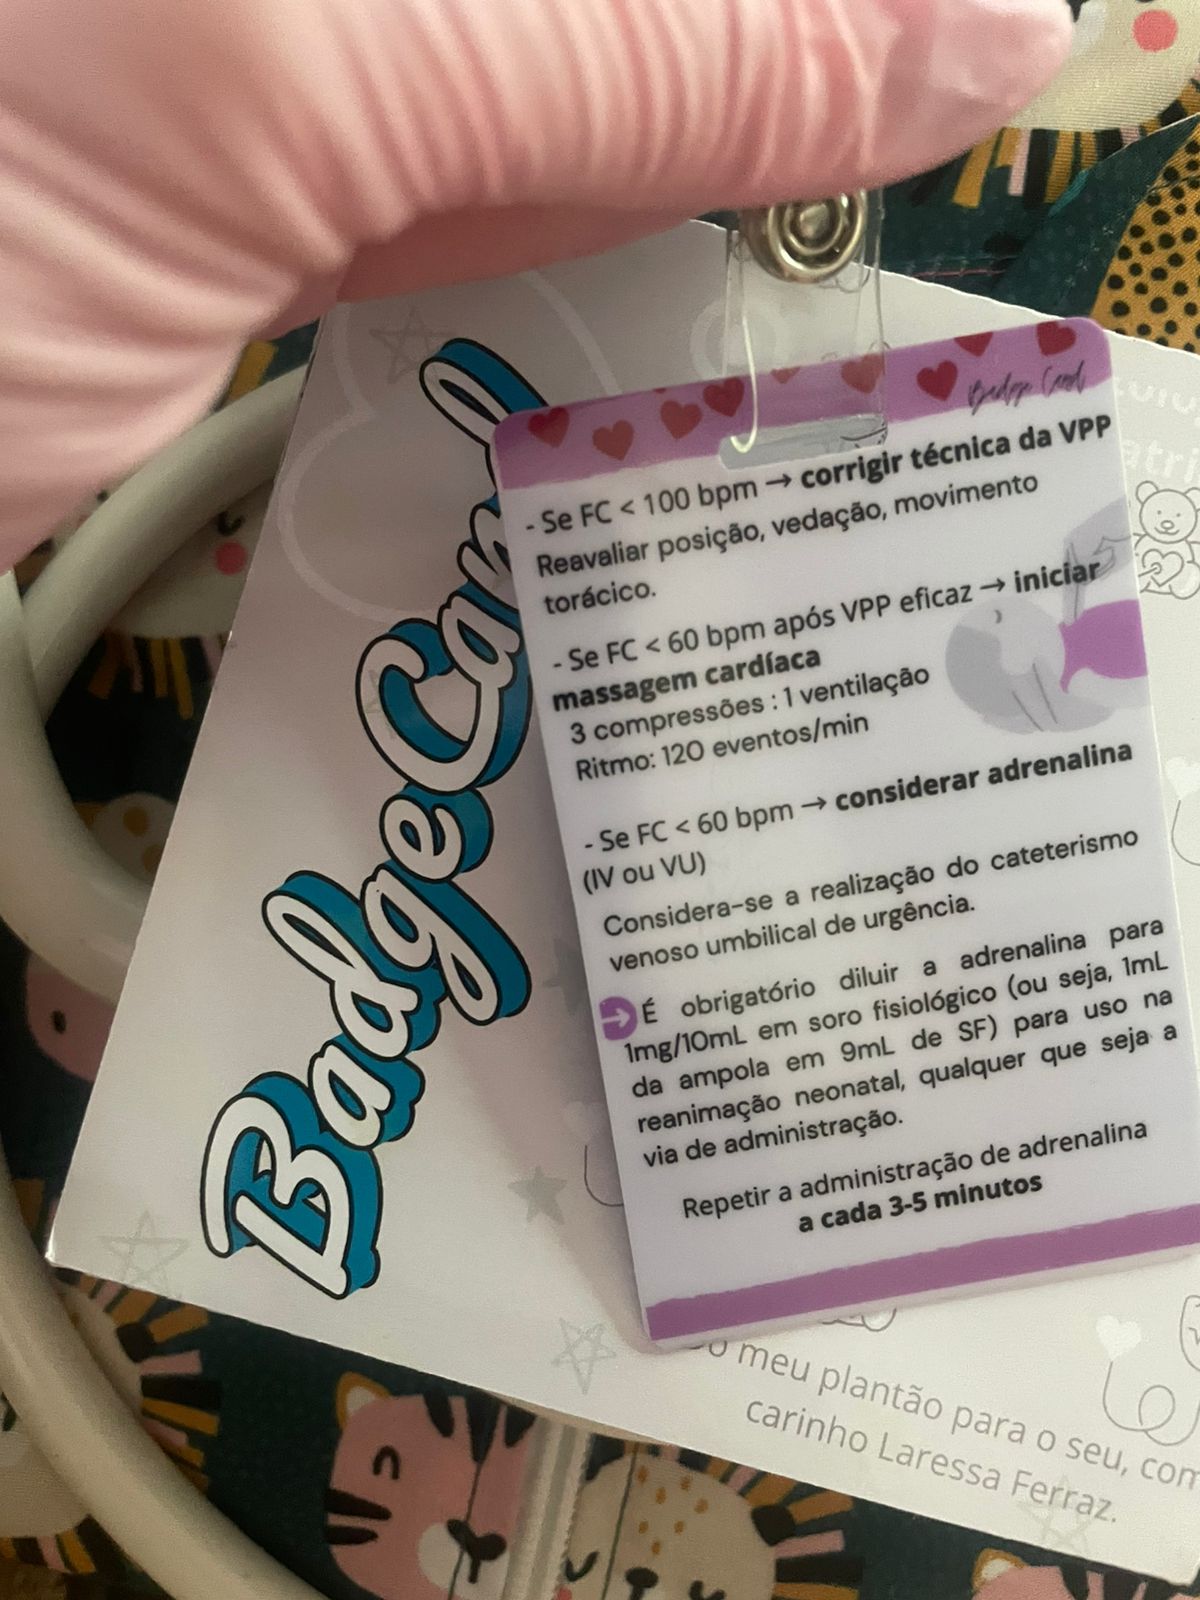 BadgeCard
Badge Card
- Se FC < 100 bpm → corrigir técnica da VPP
Reavaliar posição, vedação, movimento
torácico.
- Se FC < 60 bpm após VPP eficaz → iniciar
massagem cardíaca
3 compressões : 1 ventilação
Ritmo: 120 eventos/min
- Se FC < 60 bpm → considerar adrenalina
(IV ou VU)
Considera-se a realização do cateterismo
venoso umbilical de urgência.
É obrigatório diluir a adrenalina para
1mg/10mL em soro fisiológico (ou seja, 1mL
da ampola em 9mL de SF) para uso na
reanimação neonatal, qualquer que seja a
via de administração.
Repetir a administração de adrenalina
a cada 3-5 minutos
o meu plantão para o seu, com
carinho Laressa Ferraz.